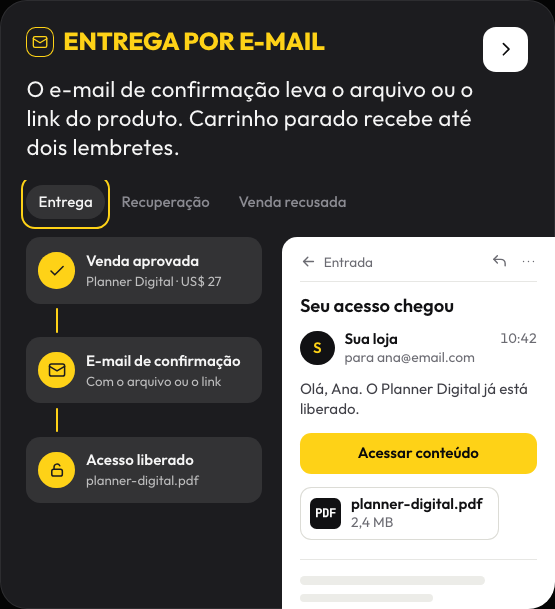 ENTREGA POR E-MAIL
O e-mail de confirmação leva o arquivo ou o
link do produto. Carrinho parado recebe até
dois lembretes.
Entrega
Recuperação
Venda recusada
Venda aprovada
Planner Digital · US$ 27
E-mail de confirmação
Com o arquivo ou o link
Acesso liberado
planner-digital.pdf
Entrada
Seu acesso chegou
S
Sua loja
10:42
para ana@email.com
Olá, Ana. O Planner Digital já está
liberado.
Acessar conteúdo
PDF
planner-digital.pdf
2,4 MB